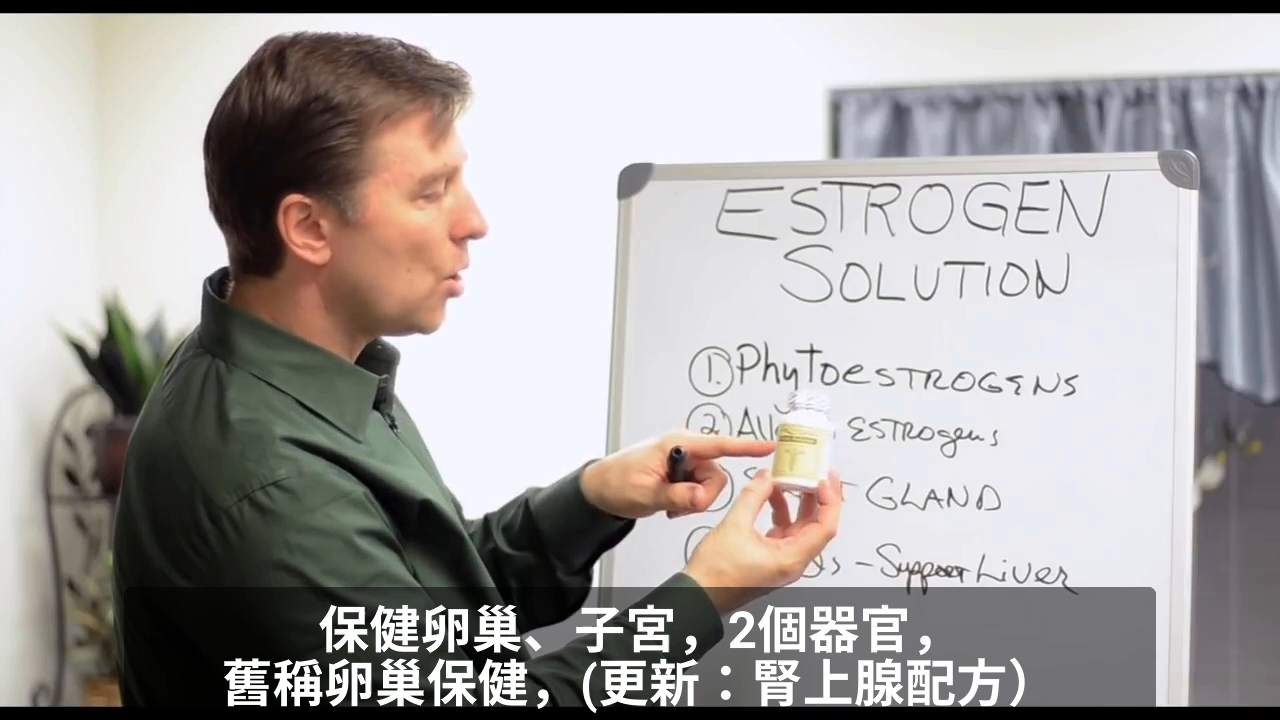 ESTROGEN
SOLUTION
1. PhytoESTROGENS
2. ESTROGens
GLAND
- Support Liver
保健卵巢、子宮，2個器官，
舊稱卵巢保健，(更新：腎上腺配方）